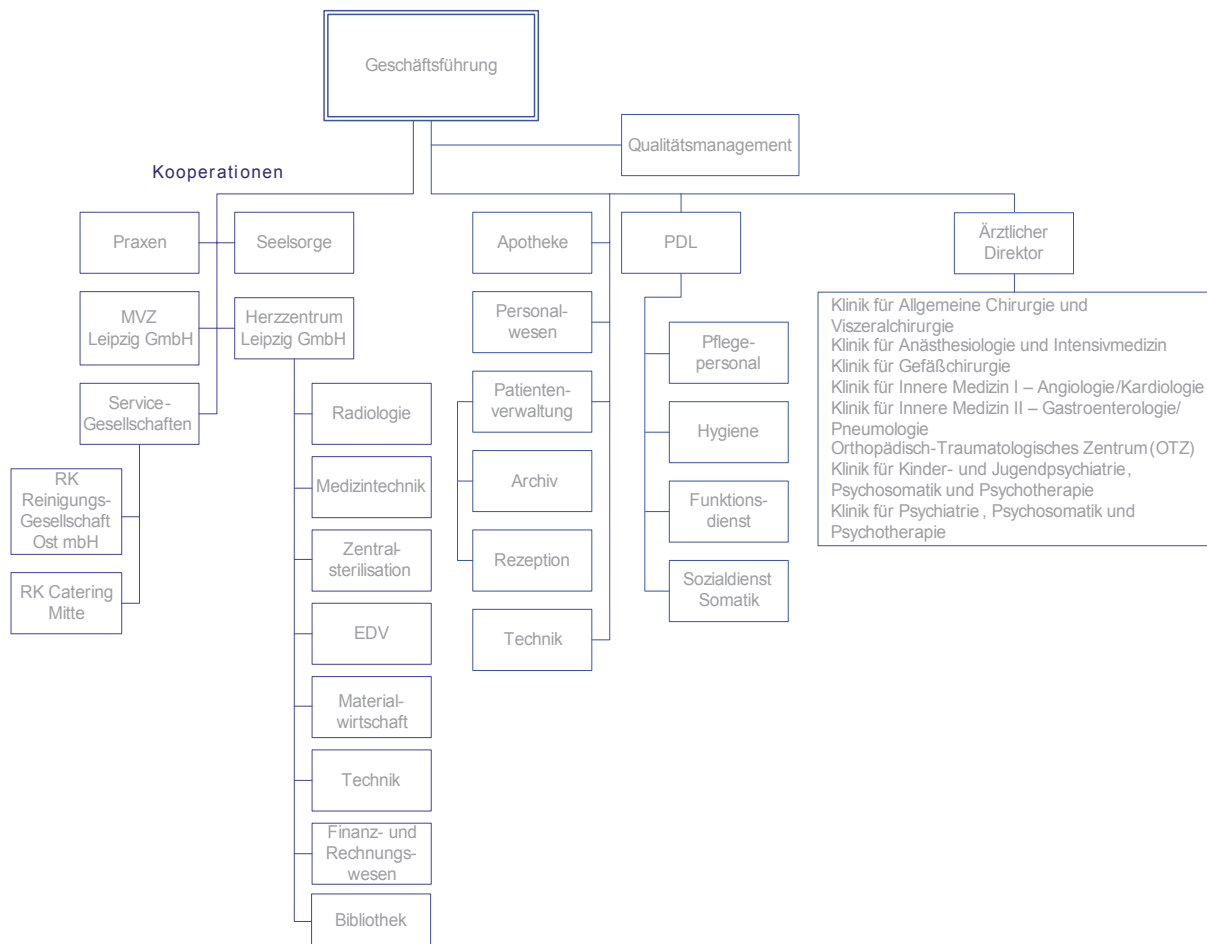 Geschäftsführung
Qualitätsmanagement
Kooperationen
Praxen
Seelsorge
MVZ
Leipzig GmbH
Herzzentrum
Leipzig GmbH
Service-
Gesellschaften
RK
Reinigungs-
Gesellschaft
Ost mbH
RK Catering
Mitte
Radiologie
Medizintechnik
Zentral-
sterilisation
EDV
Material-
wirtschaft
Technik
Finanz- und
Rechnungs-
wesen
Bibliothek
Apotheke
Personal-
wesen
Patienten-
verwaltung
Archiv
Rezeption
Technik
PDL
Pflege-
personal
Hygiene
Funktions-
dienst
Sozialdienst
Somatik
Ärztlicher
Direktor
Klinik für Allgemeine Chirurgie und
Viszeralchirurgie
Klinik für Anästhesiologie und Intensivmedizin
Klinik für Gefäßchirurgie
Klinik für Innere Medizin I – Angiologie/Kardiologie
Klinik für Innere Medizin II – Gastroenterologie/
Pneumologie
Orthopädisch-Traumatologisches Zentrum (OTZ)
Klinik für Kinder- und Jugendpsychiatrie,
Psychosomatik und Psychotherapie
Klinik für Psychiatrie, Psychosomatik und
Psychotherapie